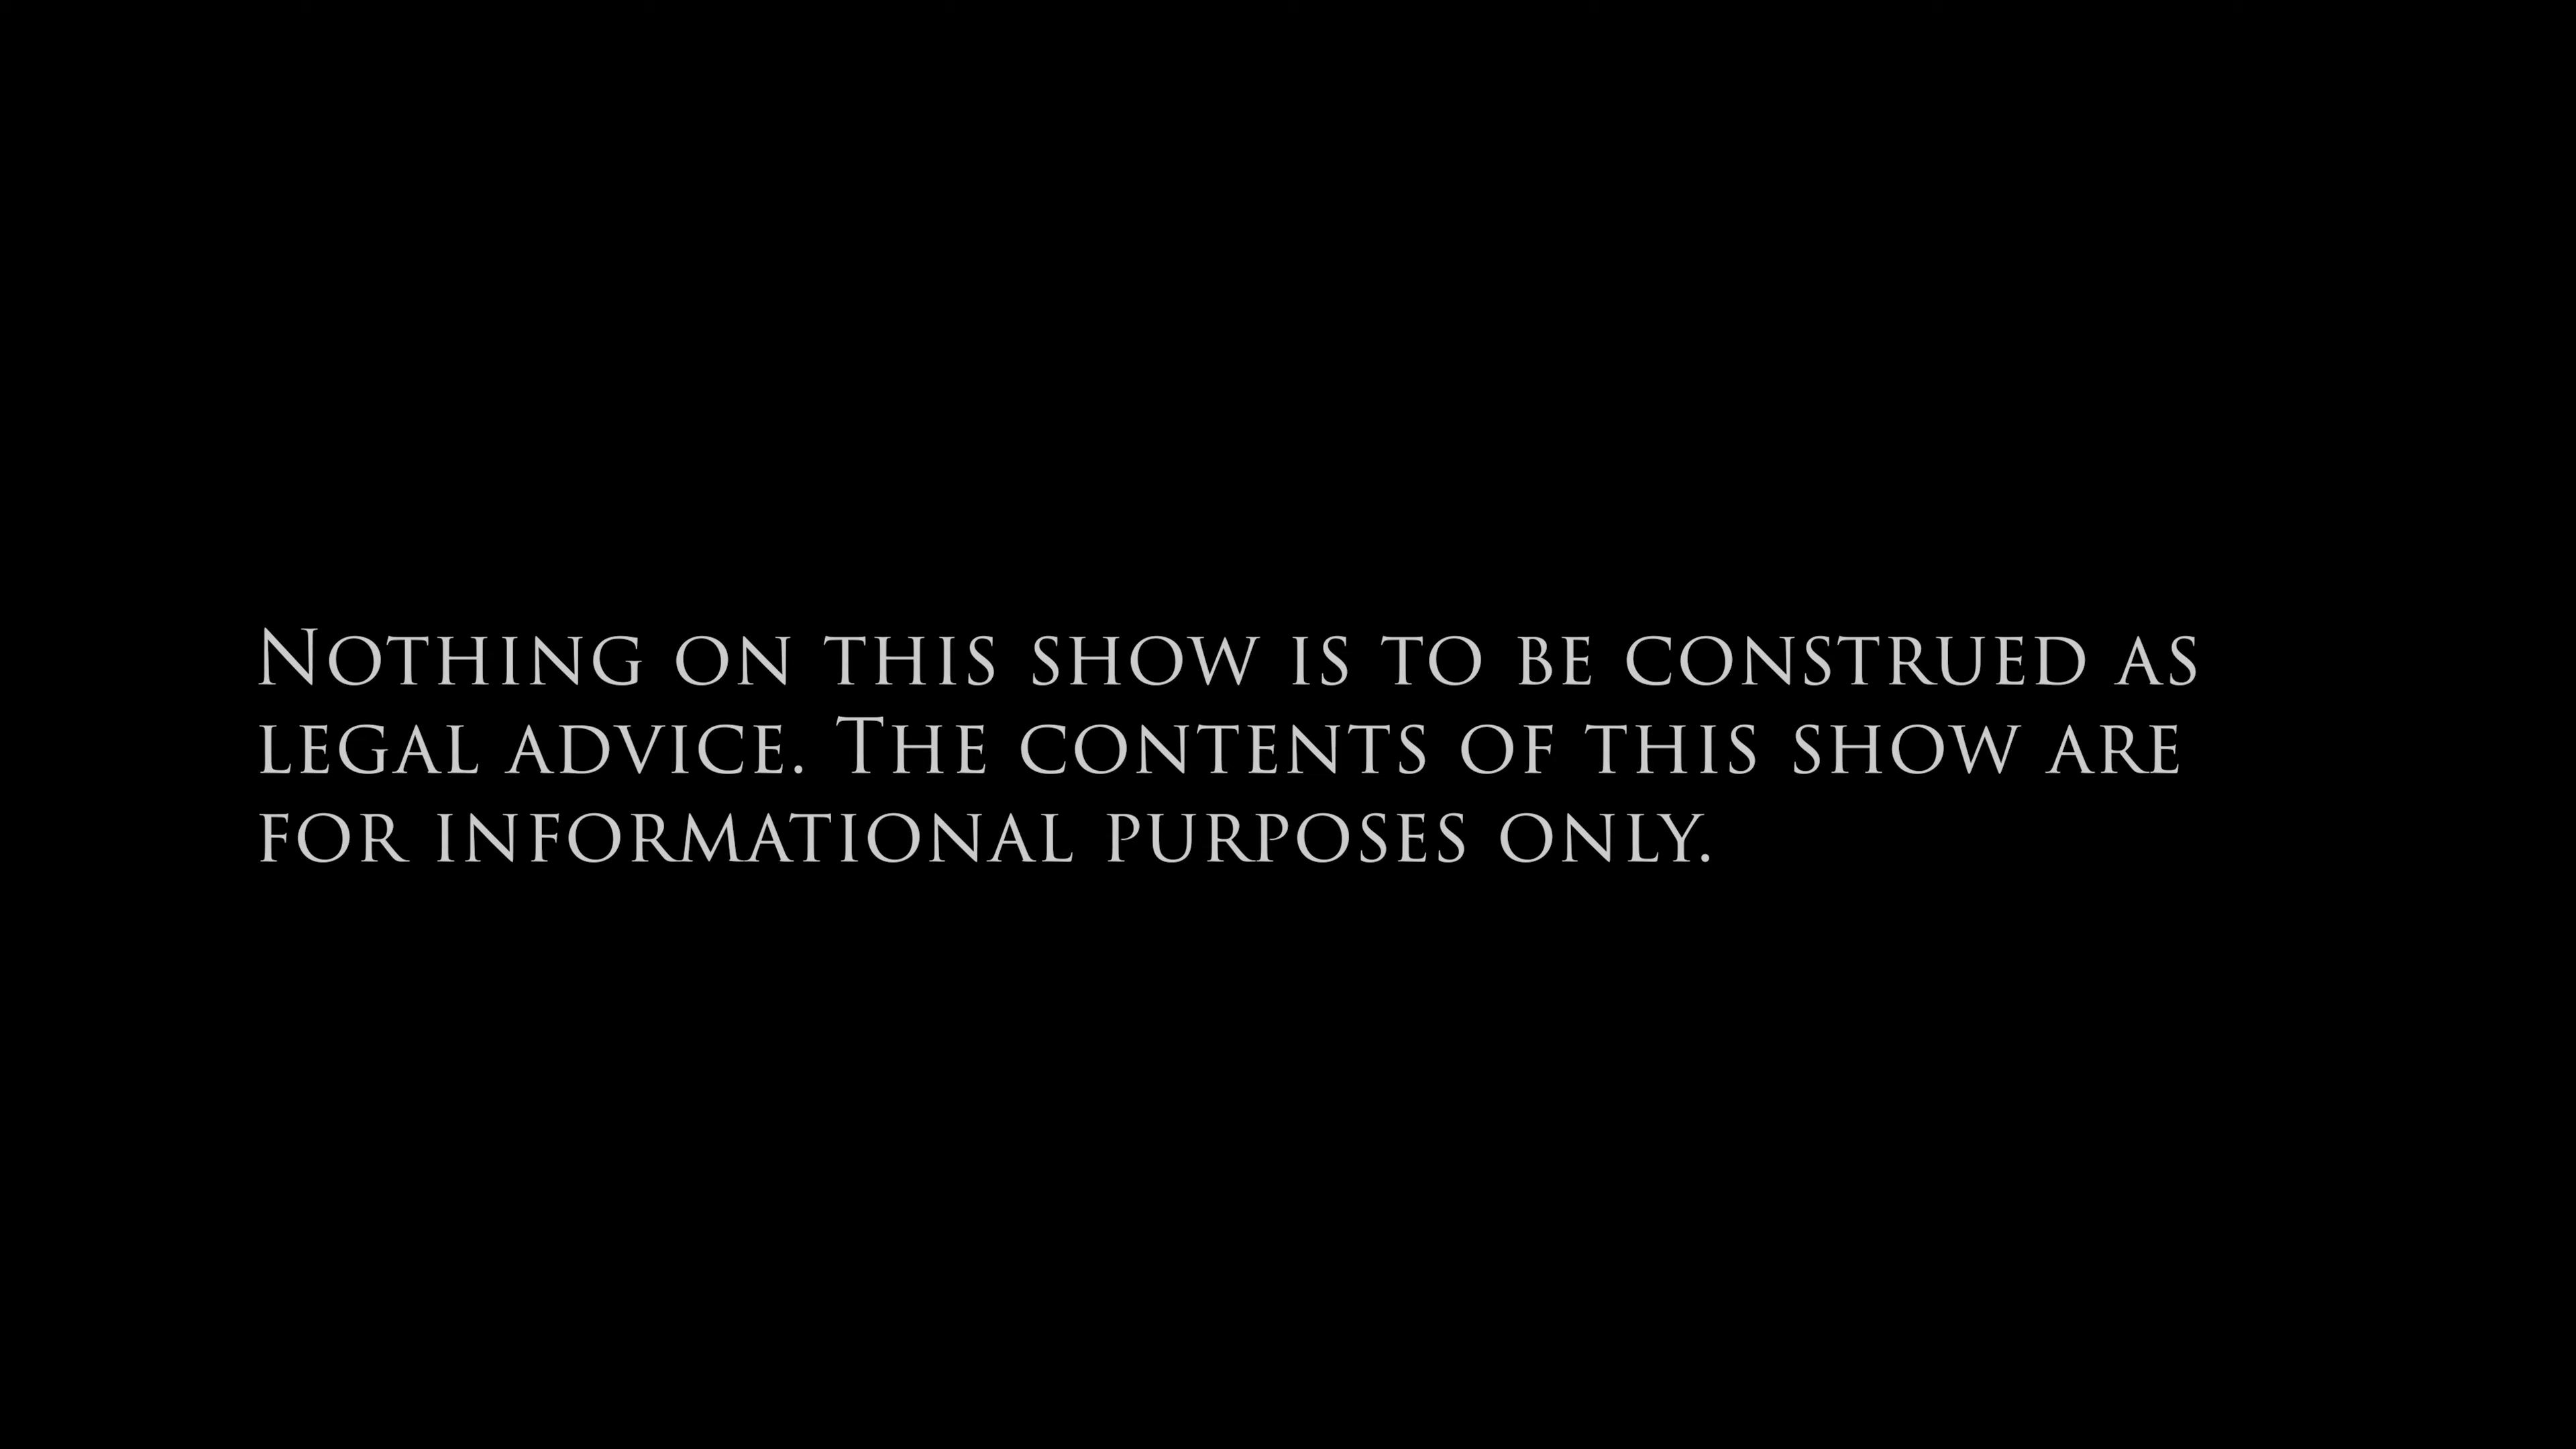 Nothing on this show is to be construed as
legal advice. The contents of this show are
for informational purposes only.